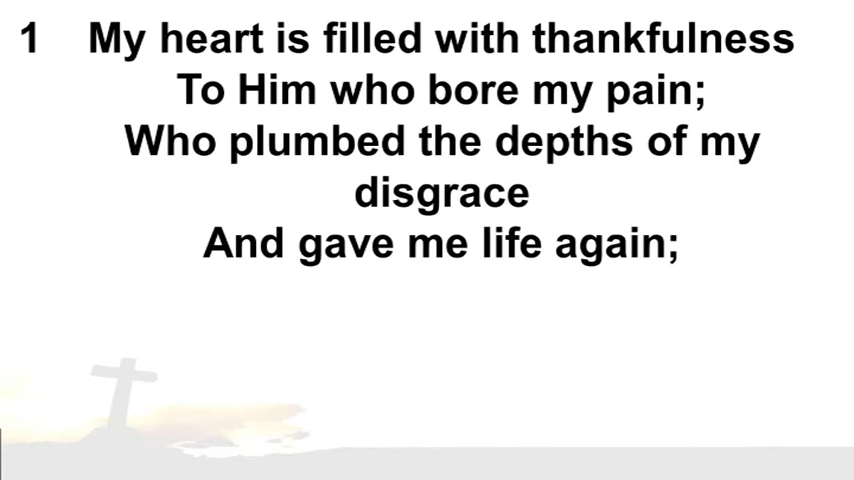 1 My heart is filled with thankfulness
To Him who bore my pain;
Who plumbed the depths of my
disgrace
And gave me life again;